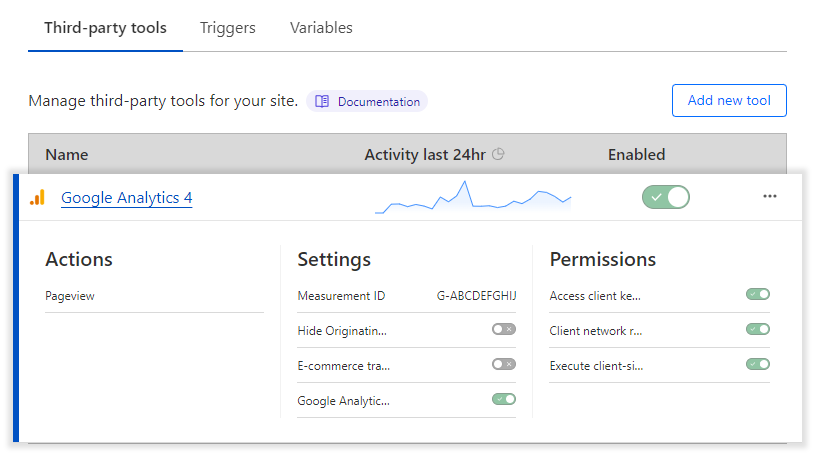 Third-party tools Triggers Variables
Manage third-party tools for your site. Documentation Add new tool
Name Activity last 24hr Enabled
Google Analytics 4
Actions Settings Permissions
Pageview Measurement ID G-ABCDEFGHIJ Access client ke...
Hide Originatin... Client network r...
E-commerce tra... Execute client-si...
Google Analytic...